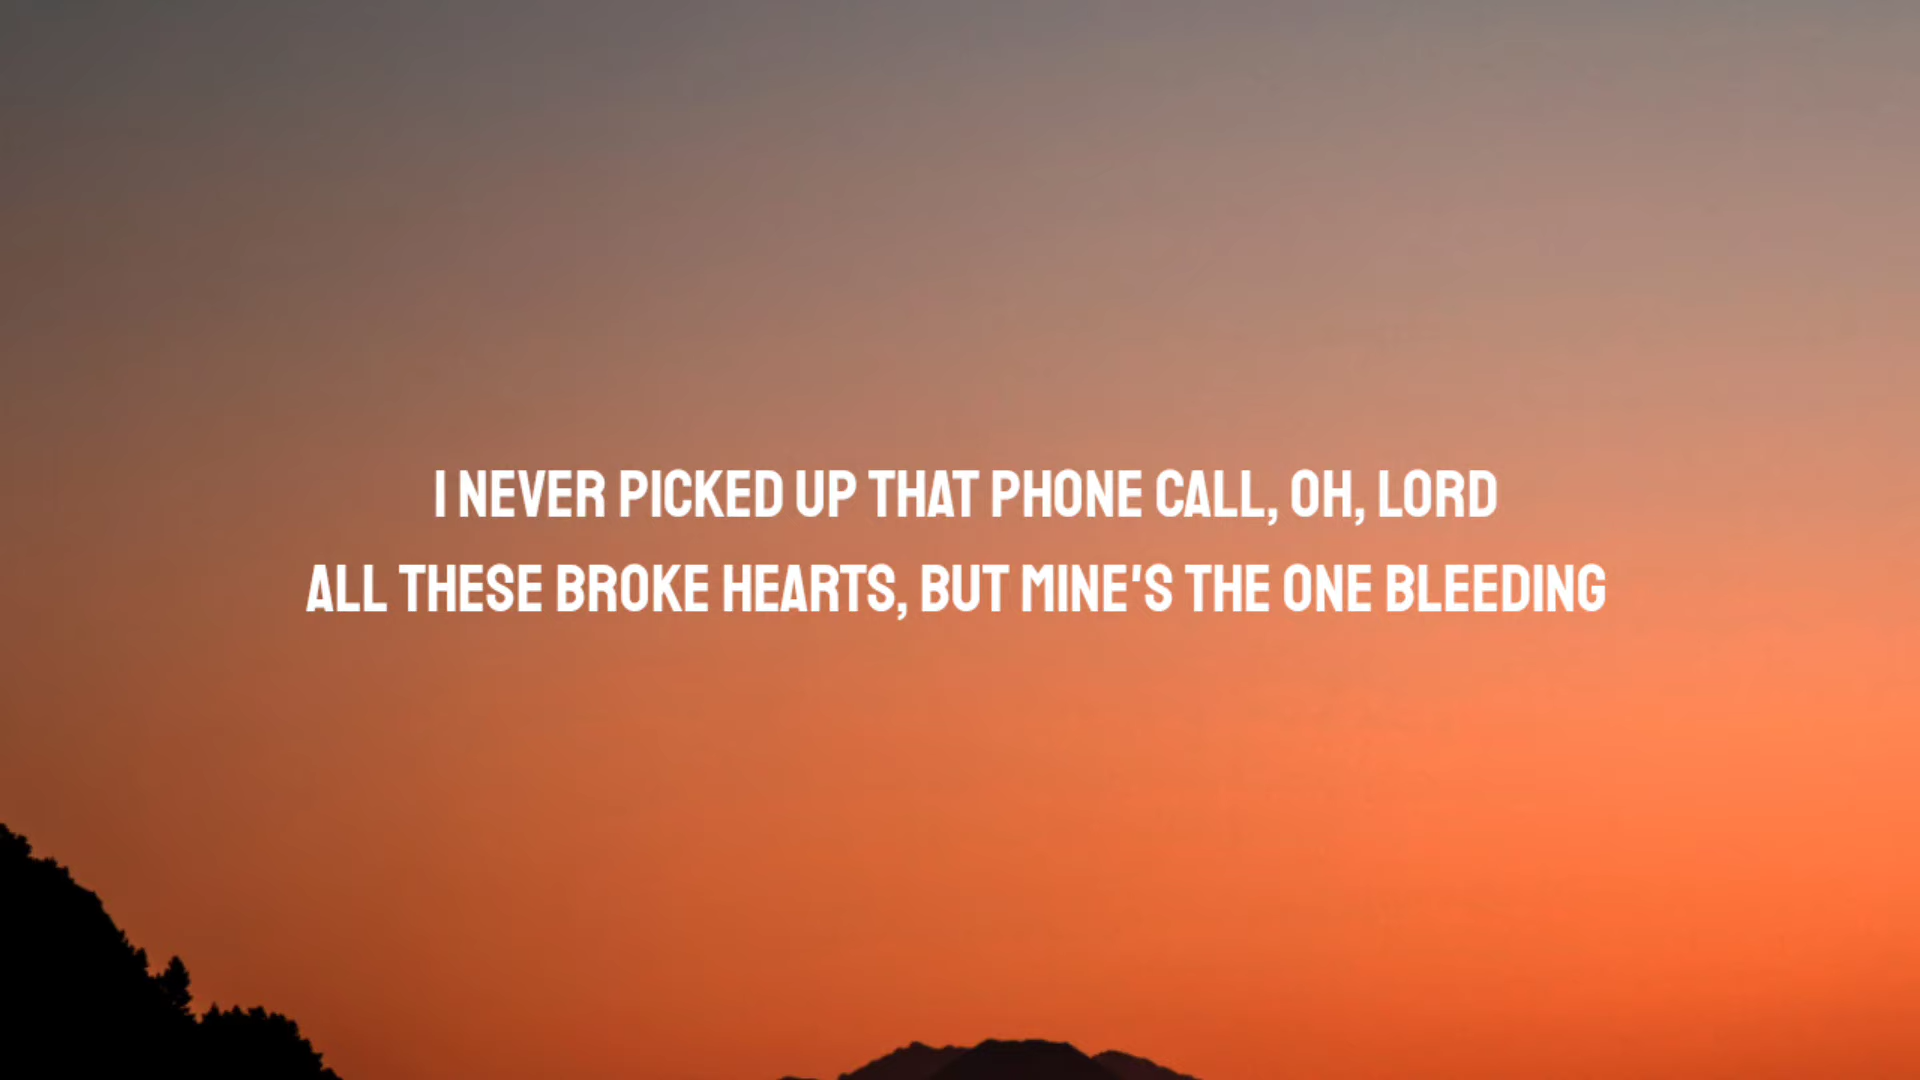 I NEVER PICKED UP THAT PHONE CALL, OH, LORD
ALL THESE BROKE HEARTS, BUT MINE'S THE ONE BLEEDING